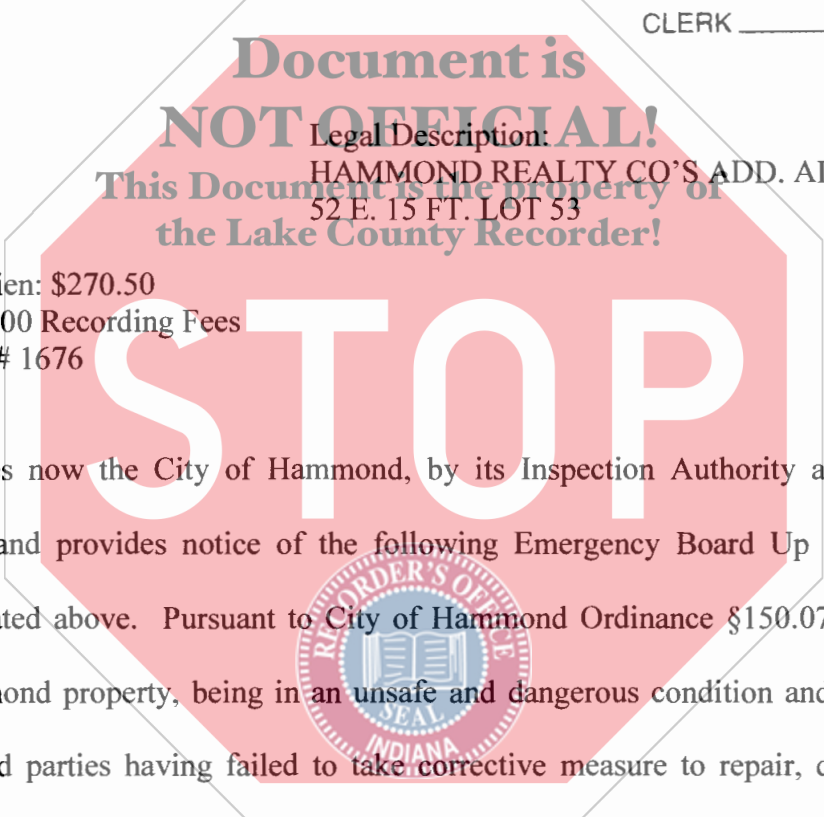 CLERK
Document is
NOT OFFICIAL!
Legal Description:
This Document is the property of
HAMMOND REALTY CO'S ADD.
52 E. 15 FT. LOT 53
the Lake County Recorder!
$270.50
00 Recording Fees
# 1676
STOP
now the City of Hammond, by its Inspection Authority
and provides notice of the following Emergency Board Up
above. Pursuant to City of Hammond Ordinance §150.07
property, being in an unsafe and dangerous condition and
parties having failed to take corrective measure to repair,
RECORDER'S OFFICE
SEAL
INDIANA